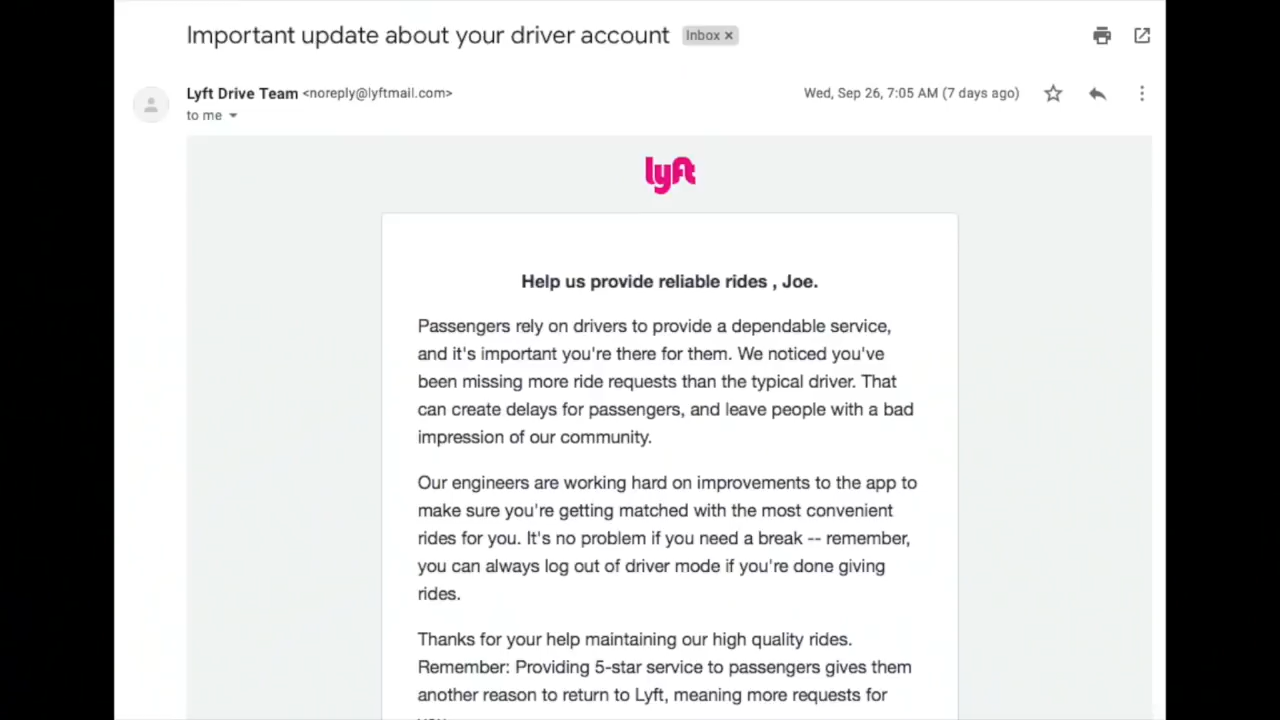 Important update about your driver account
Inbox ×
Lyft Drive Team <noreply@lyftmail.com>
Wed, Sep 26, 7:05 AM (7 days ago)
to me
lyft
Help us provide reliable rides , Joe.
Passengers rely on drivers to provide a dependable service,
and it's important you're there for them. We noticed you've
been missing more ride requests than the typical driver. That
can create delays for passengers, and leave people with a bad
impression of our community.
Our engineers are working hard on improvements to the app to
make sure you're getting matched with the most convenient
rides for you. It's no problem if you need a break -- remember,
you can always log out of driver mode if you're done giving
rides.
Thanks for your help maintaining our high quality rides.
Remember: Providing 5-star service to passengers gives them
another reason to return to Lyft, meaning more requests for